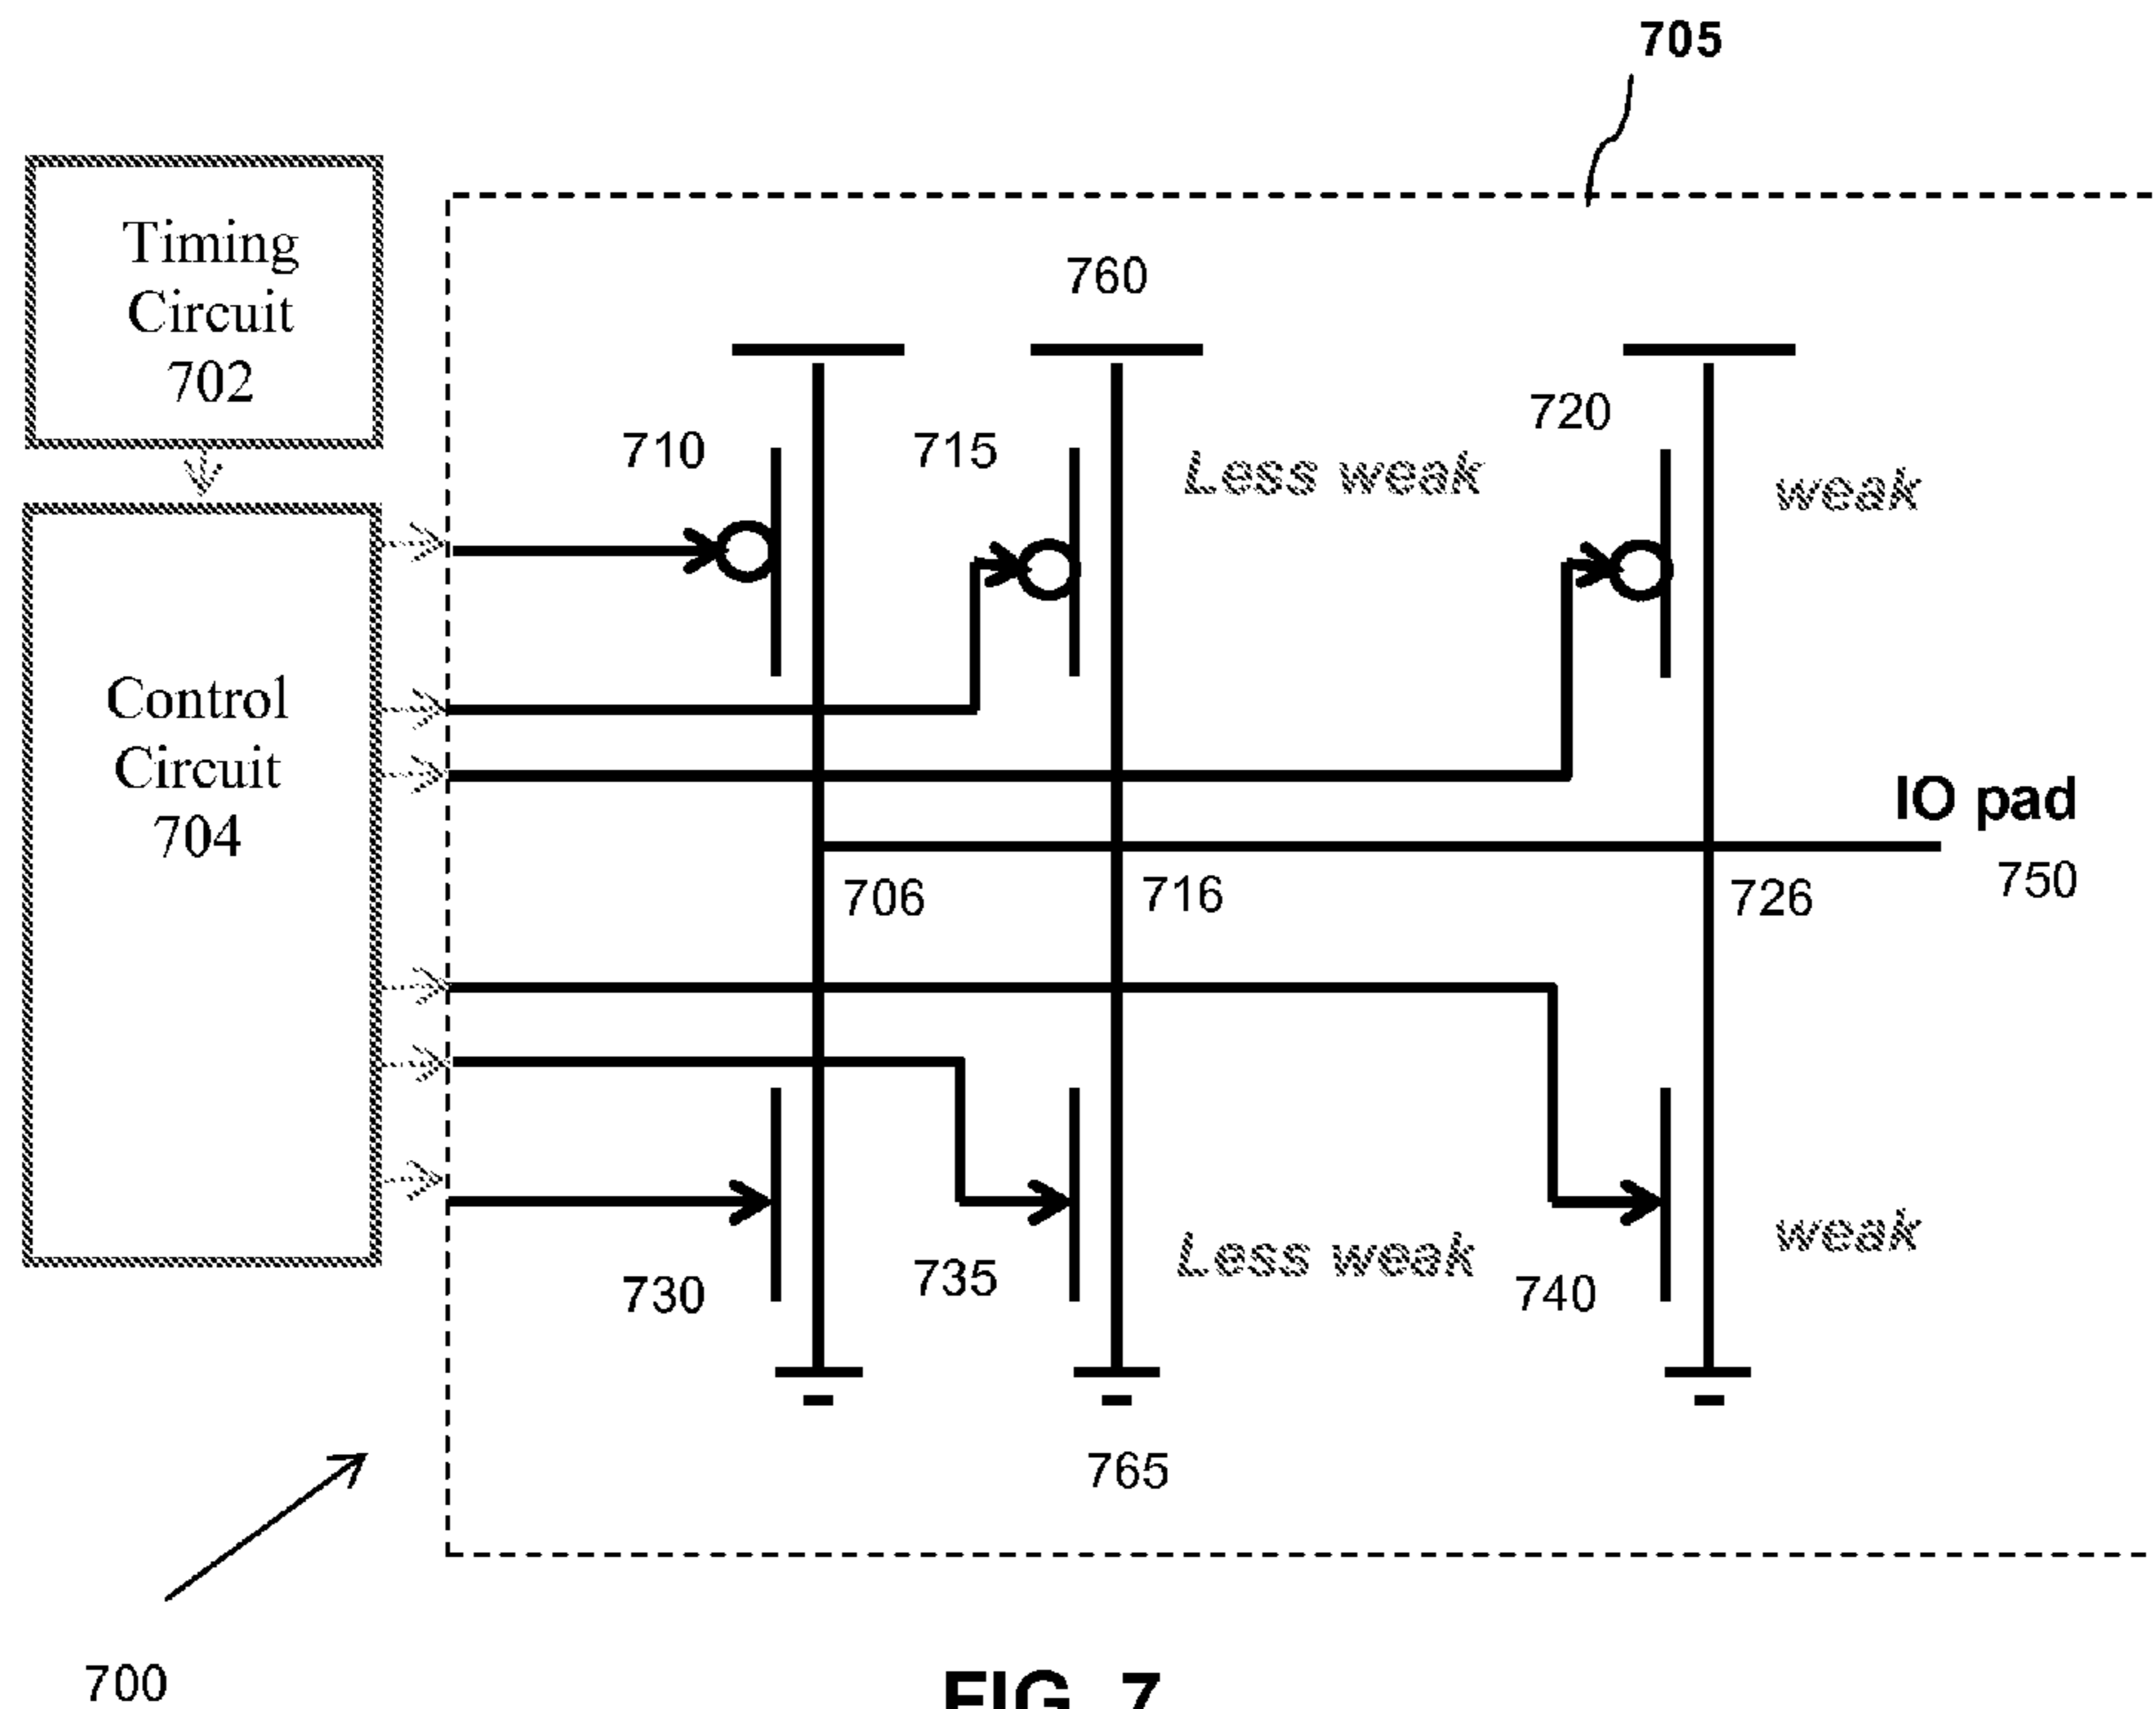 705
Timing
Circuit
702
760
720
710
715
Less weak
weak
Control
Circuit
704
IO pad
750
706
716
726
730
735
Less weak
740
weak
765
700
FIG. 7